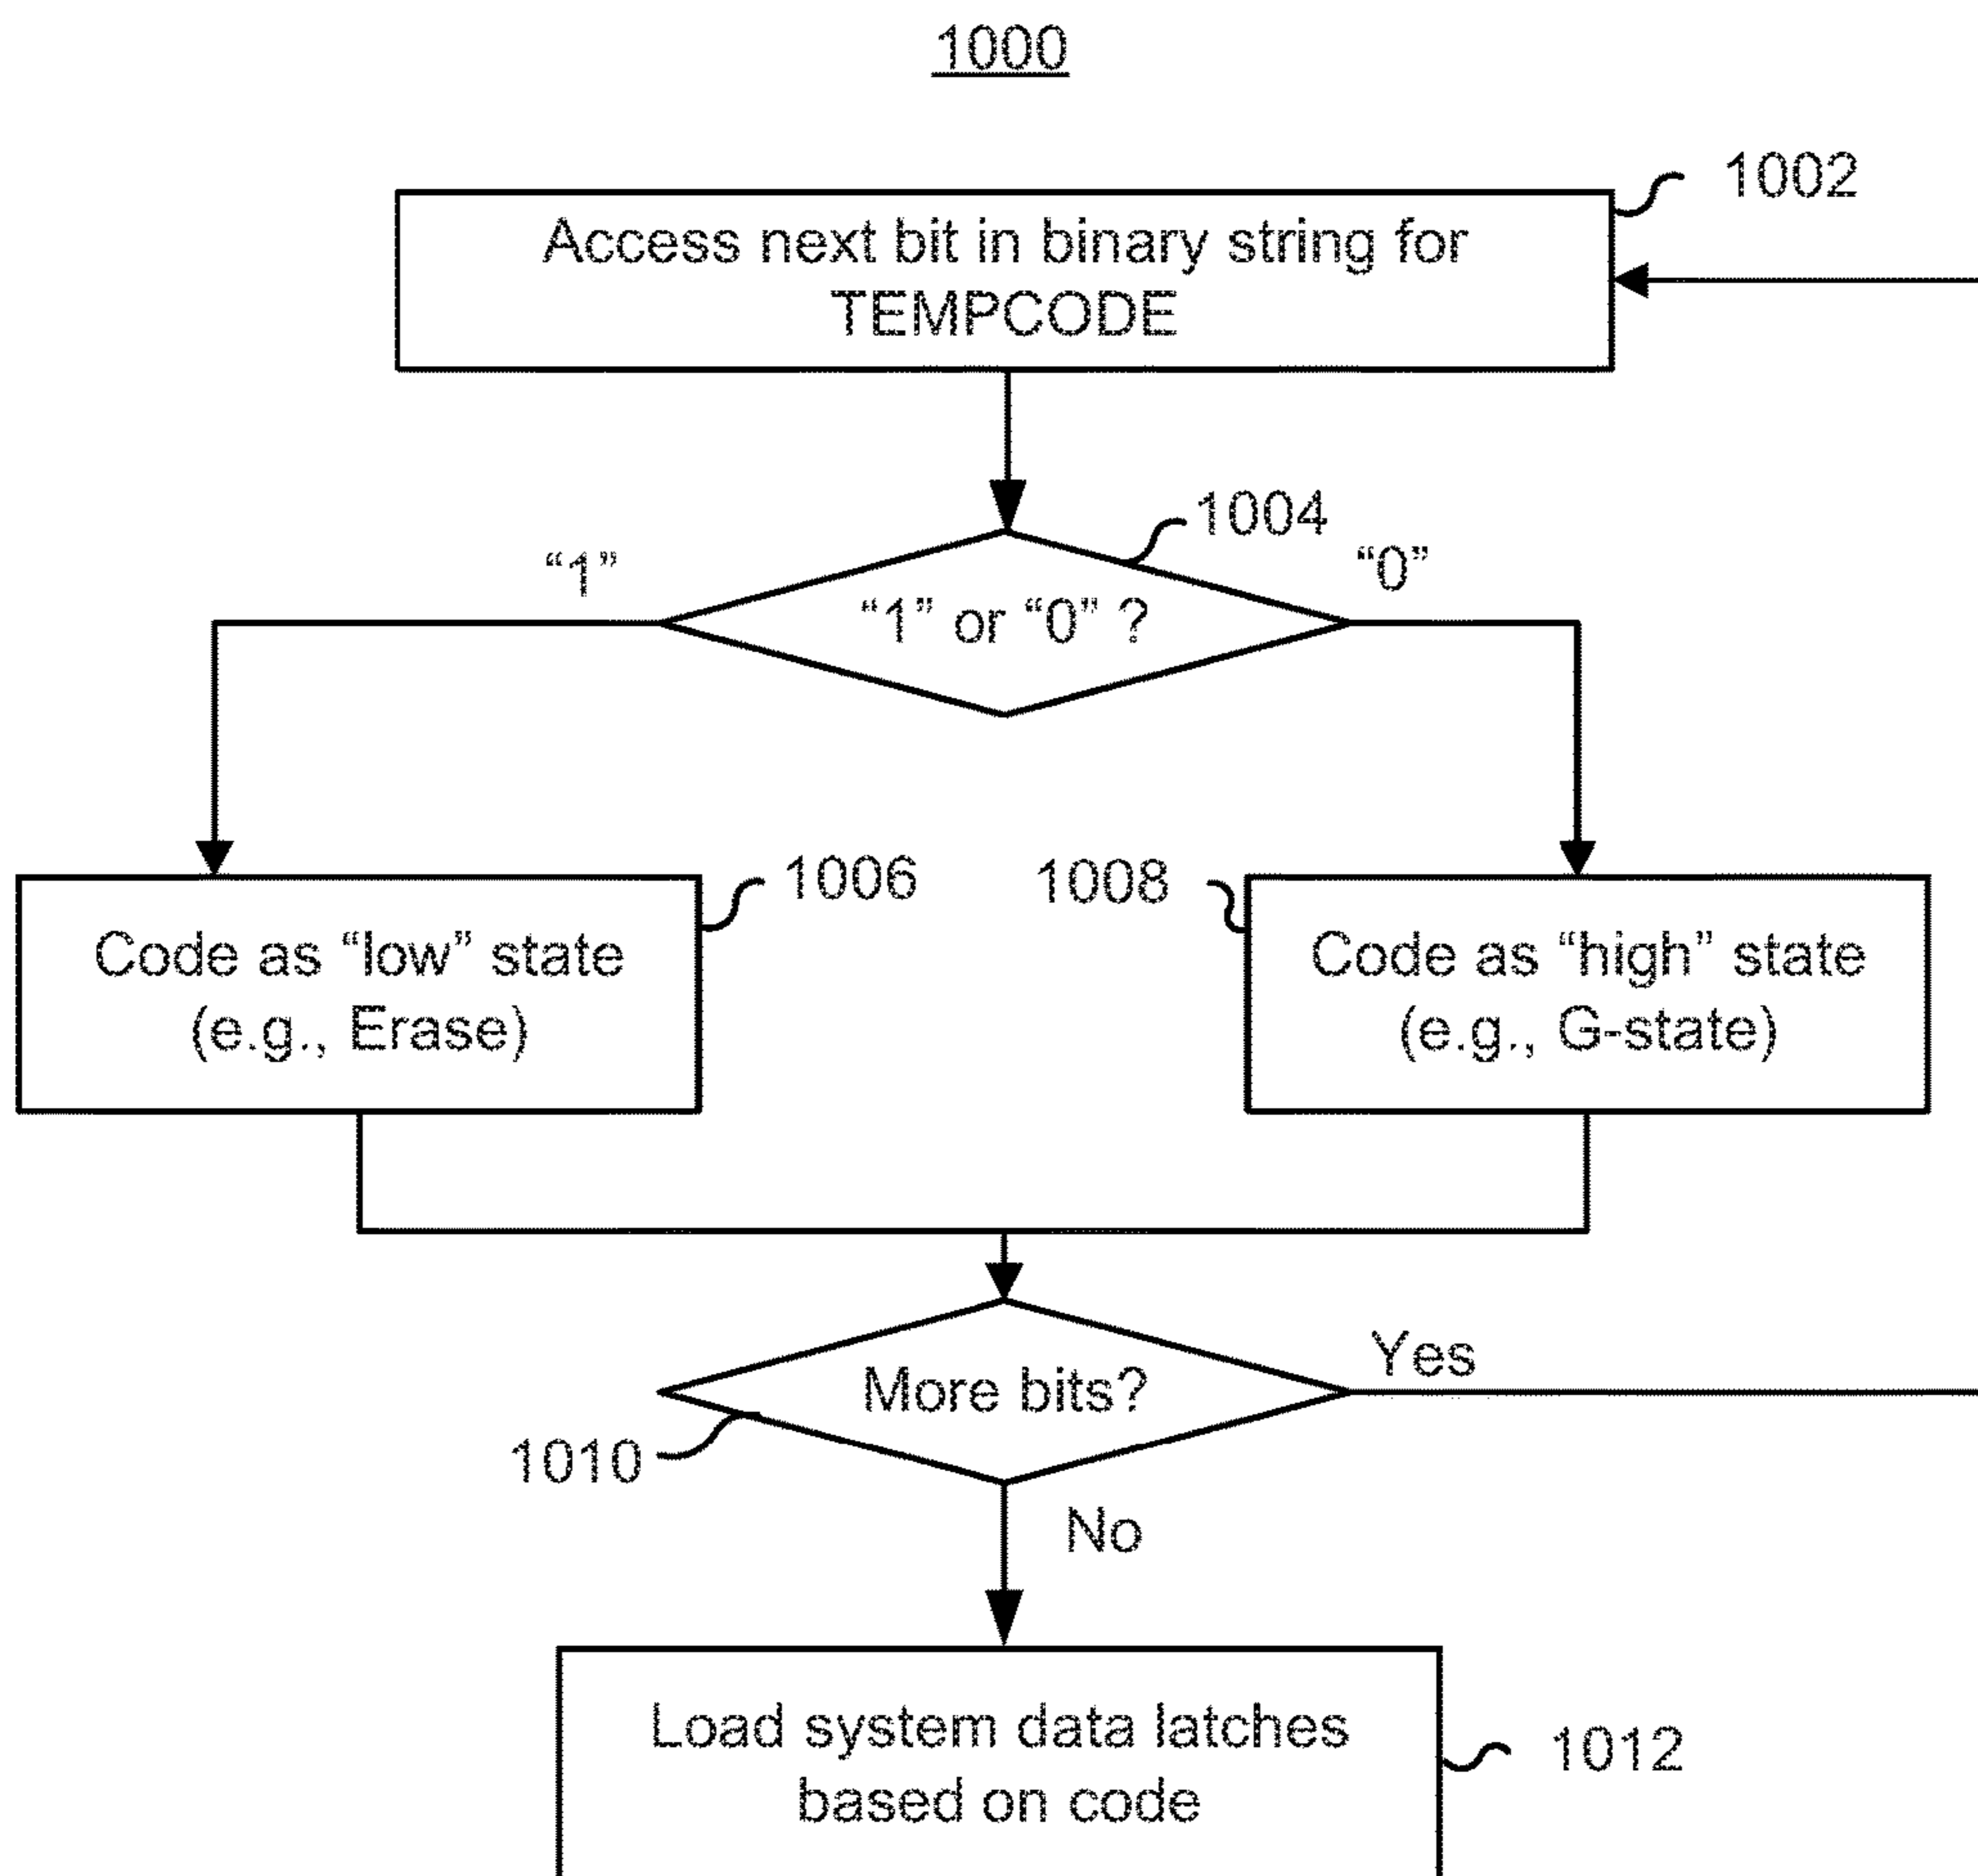 1000
1002
Access next bit in binary string for
TEMPCODE
1004
“1”
“0”
“1” or “0” ?
1006
1008
Code as “low” state
(e.g., Erase)
Code as “high” state
(e.g., G-state)
More bits?
Yes
1010
No
Load system data latches
based on code
1012